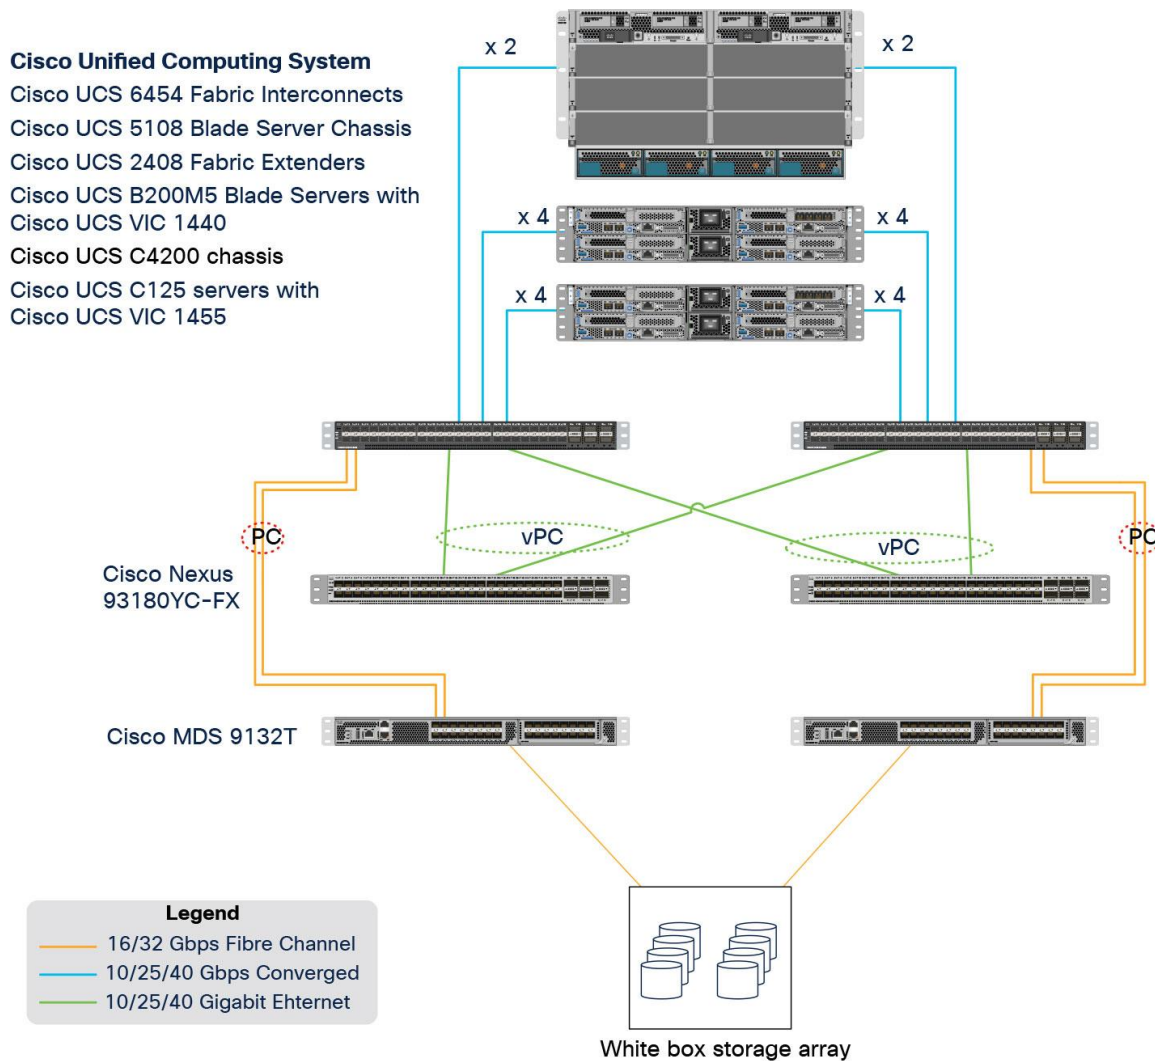 x 2
x 2
Cisco Unified Computing System
Cisco UCS 6454 Fabric Interconnects
Cisco UCS 5108 Blade Server Chassis
Cisco UCS 2408 Fabric Extenders
Cisco UCS B200M5 Blade Servers with
Cisco UCS VIC 1440
Cisco UCS C4200 chassis
Cisco UCS C125 servers with
Cisco UCS VIC 1455
x 4
x 4
x 4
x 4
PC
vPC
vPC
PC
Cisco Nexus
93180YC-FX
Cisco MDS 9132T
Legend
16/32 Gbps Fibre Channel
10/25/40 Gbps Converged
10/25/40 Gigabit Ehternet
White box storage array